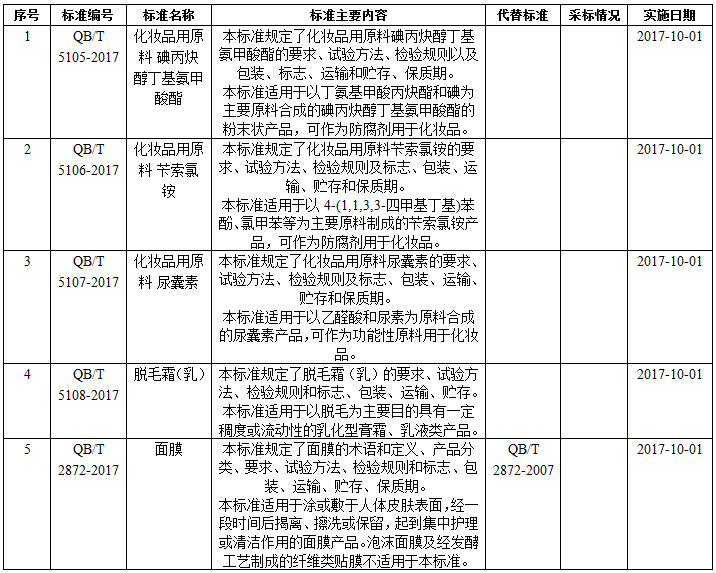 序号 标准编号 标准名称 标准主要内容 代替标准 采标情况 实施日期
1 QB/T 5105-2017 化妆品用原料 碘丙炔醇丁基氨甲酸酯 2017-10-01
本标准规定了化妆品用原料碘丙炔醇丁基
氨甲酸酯的要求、试验方法、检验规则以及
包装、标志、运输和贮存、保质期。
本标准适用于以丁氨基甲酸丙炔酯和碘为
主要原料合成的碘丙炔醇丁基氨甲酸酯的
粉末状产品，可作为防腐剂用于化妆品。
2 QB/T 5106-2017 化妆品用原料 苄索氯铵 2017-10-01
本标准规定了化妆品用原料苄索氯铵的要
求、试验方法、检验规则及标志、包装、运
输、贮存和保质期。
本标准适用于以 4-(1,1,3,3-四甲基丁基)苯
酚、氯甲苯等为主要原料制成的苄索氯铵产
品，可作为防腐剂用于化妆品。
3 QB/T 5107-2017 化妆品用原料 尿囊素 2017-10-01
本标准规定了化妆品用原料尿囊素的要求、
试验方法、检验规则及标志、包装、运输、
贮存和保质期。
本标准适用于以乙醛酸和尿素为原料合成
的尿囊素产品，可作为功能性原料用于化妆
品。
4 QB/T 5108-2017 脱毛霜（乳） 2017-10-01
本标准规定了脱毛霜（乳）的要求、试验方
法、检验规则和标志、包装、运输、贮存。
本标准适用于以脱毛为主要目的具有一定
稠度或流动性的乳化型膏霜、乳液类产品。
5 QB/T 2872-2017 面膜 QB/T 2872-2007 2017-10-01
本标准规定了面膜的术语和定义、产品分
类、要求、试验方法、检验规则和标志、包
装、运输、贮存、保质期。
本标准适用于涂或敷于人体皮肤表面，经一
段时间后揭离、擦洗或保留，起到集中护理
或清洁作用的面膜产品。泡沫面膜及经发酵
工艺制成的纤维类贴膜不适用于本标准。